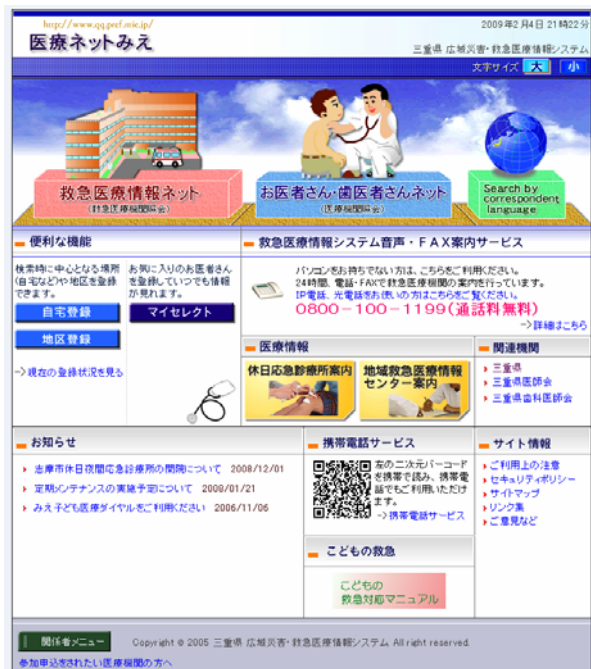 http://www.qq.pref.mie.jp/
医療ネットみえ
2009年2月4日 21時22分
三重県 広域災害・救急医療情報システム
文字サイズ 大 小
救急医療情報ネット
(救急医療機関照会)
お医者さん・歯医者さんネット
(医療機関照会)
Search by
correspondent
language
便利な機能
検索時に中心となる場所
(自宅など)や地区を登録
できます。
自宅登録
地区登録
->現在の登録状況を見る
お気に入りのお医者さん
を登録していつでも情報
が見れます。
マイセレクト
救急医療情報システム音声・FAX案内サービス
パソコンをお持ちでない方は、こちらをご利用ください。
24時間、電話・FAXで救急医療機関の案内を行っています。
IP電話、光電話をお使いの方はこちらをご覧ください。
0800-100-1199(通話料無料)
->詳細はこちら
医療情報
休日応急診療所案内
地域救急医療情報
センター案内
関連機関
三重県
三重県医師会
三重県歯科医師会
お知らせ
志摩市休日夜間応急診療所の開院について 2008/12/01
定期メンテナンスの実施予定について 2008/01/21
みえ子ども医療ダイヤルをご利用ください 2006/11/06
携帯電話サービス
左の二次元バーコード
を携帯で読み、携帯電
話でもご利用いただけ
ます。
->携帯電話サービス
こどもの救急
こどもの
救急対応マニュアル
サイト情報
ご利用上の注意
セキュリティポリシー
サイトマップ
リンク集
ご意見など
関係者メニュー
Copyright © 2005 三重県 広域災害・救急医療情報システム All right reserved.
参加申込をされたい医療機関の方へ